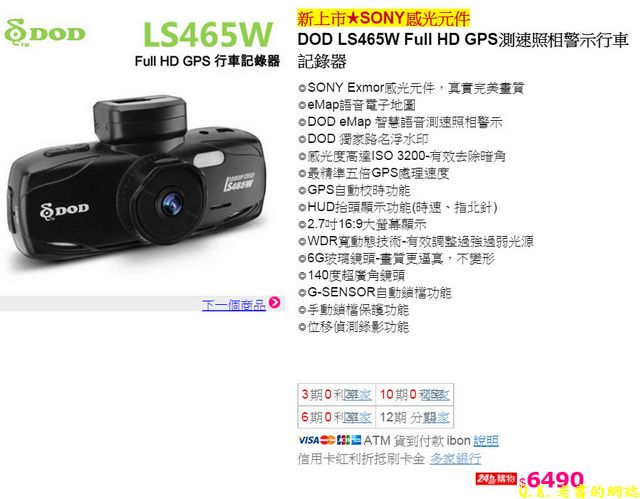 DOD
TM
LS465W
Full HD GPS 行車記錄器
1080P
LS465W
DOD
下一個商品
新上市★SONY感光元件
DOD LS465W Full HD GPS測速照相警示行車
記錄器
◎SONY Exmor感光元件，真實完美畫質
◎eMap語音電子地圖
◎DOD eMap 智慧語音測速照相警示
◎DOD 獨家路名浮水印
◎感光度高達ISO 3200-有效去除暗角
◎最精準五倍GPS處理速度
◎GPS自動校時功能
◎HUD抬頭顯示功能(時速、指北針)
◎2.7吋16:9大螢幕顯示
◎WDR寬動態技術-有效調整過強過弱光源
◎6G玻璃鏡頭-畫質更逼真，不變形
◎140度超廣角鏡頭
◎G-SENSOR自動鎖檔功能
◎手動鎖檔保護功能
◎位移偵測錄影功能
3期0利率 家 10期0利率 家
6期0利率 家 12期 分期 家
VISA JCB ATM 貨到付款 ibon 說明
信用卡紅利折抵刷卡金 多家銀行
24h購物 $6490
Q.K.老書的網誌